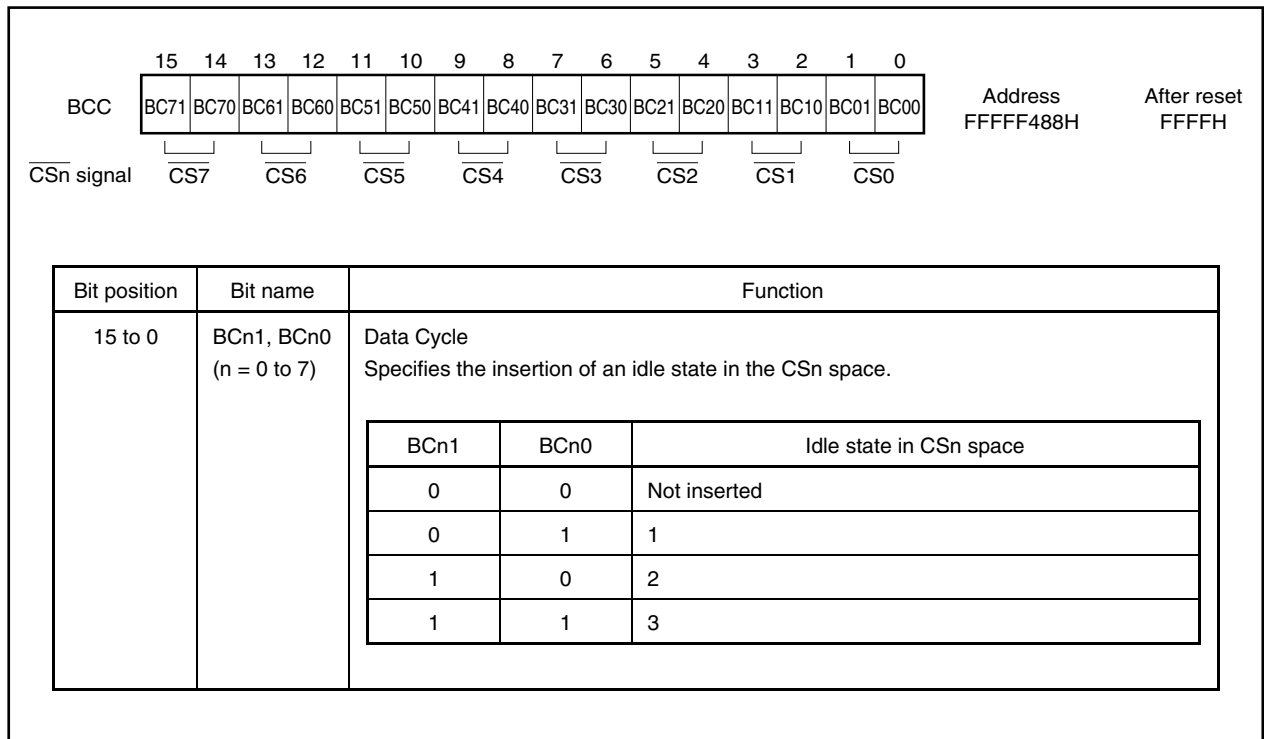 15 14 13 12 11 10 9 8 7 6 5 4 3 2 1 0
BCC BC71 BC70 BC61 BC60 BC51 BC50 BC41 BC40 BC31 BC30 BC21 BC20 BC11 BC10 BC01 BC00 Address After reset
FFFFF488H FFFFH
CSn signal CS7 CS6 CS5 CS4 CS3 CS2 CS1 CS0
Bit position Bit name Function
15 to 0 BCn1, BCn0 Data Cycle
(n = 0 to 7) Specifies the insertion of an idle state in the CSn space.
BCn1 BCn0 Idle state in CSn space
0 0 Not inserted
0 1 1
1 0 2
1 1 3